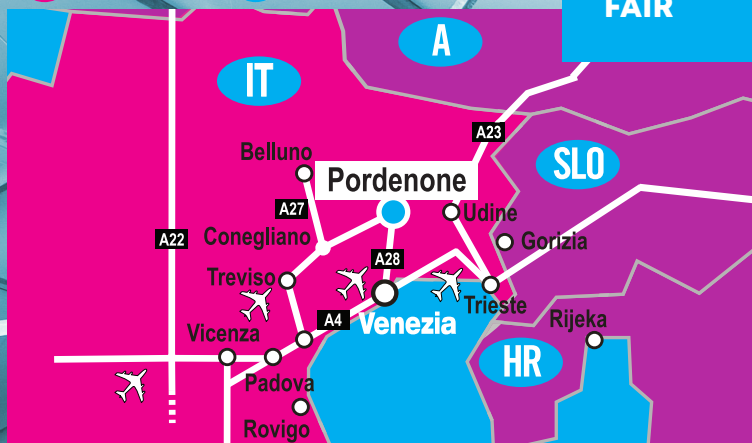 FAIR
A
IT
A23
Belluno
SLO
Pordenone
A27
Udine
Conegliano
A22
Gorizia
A28
Treviso
Trieste
A4
Venezia
Rijeka
Vicenza
HR
Padova
Rovigo